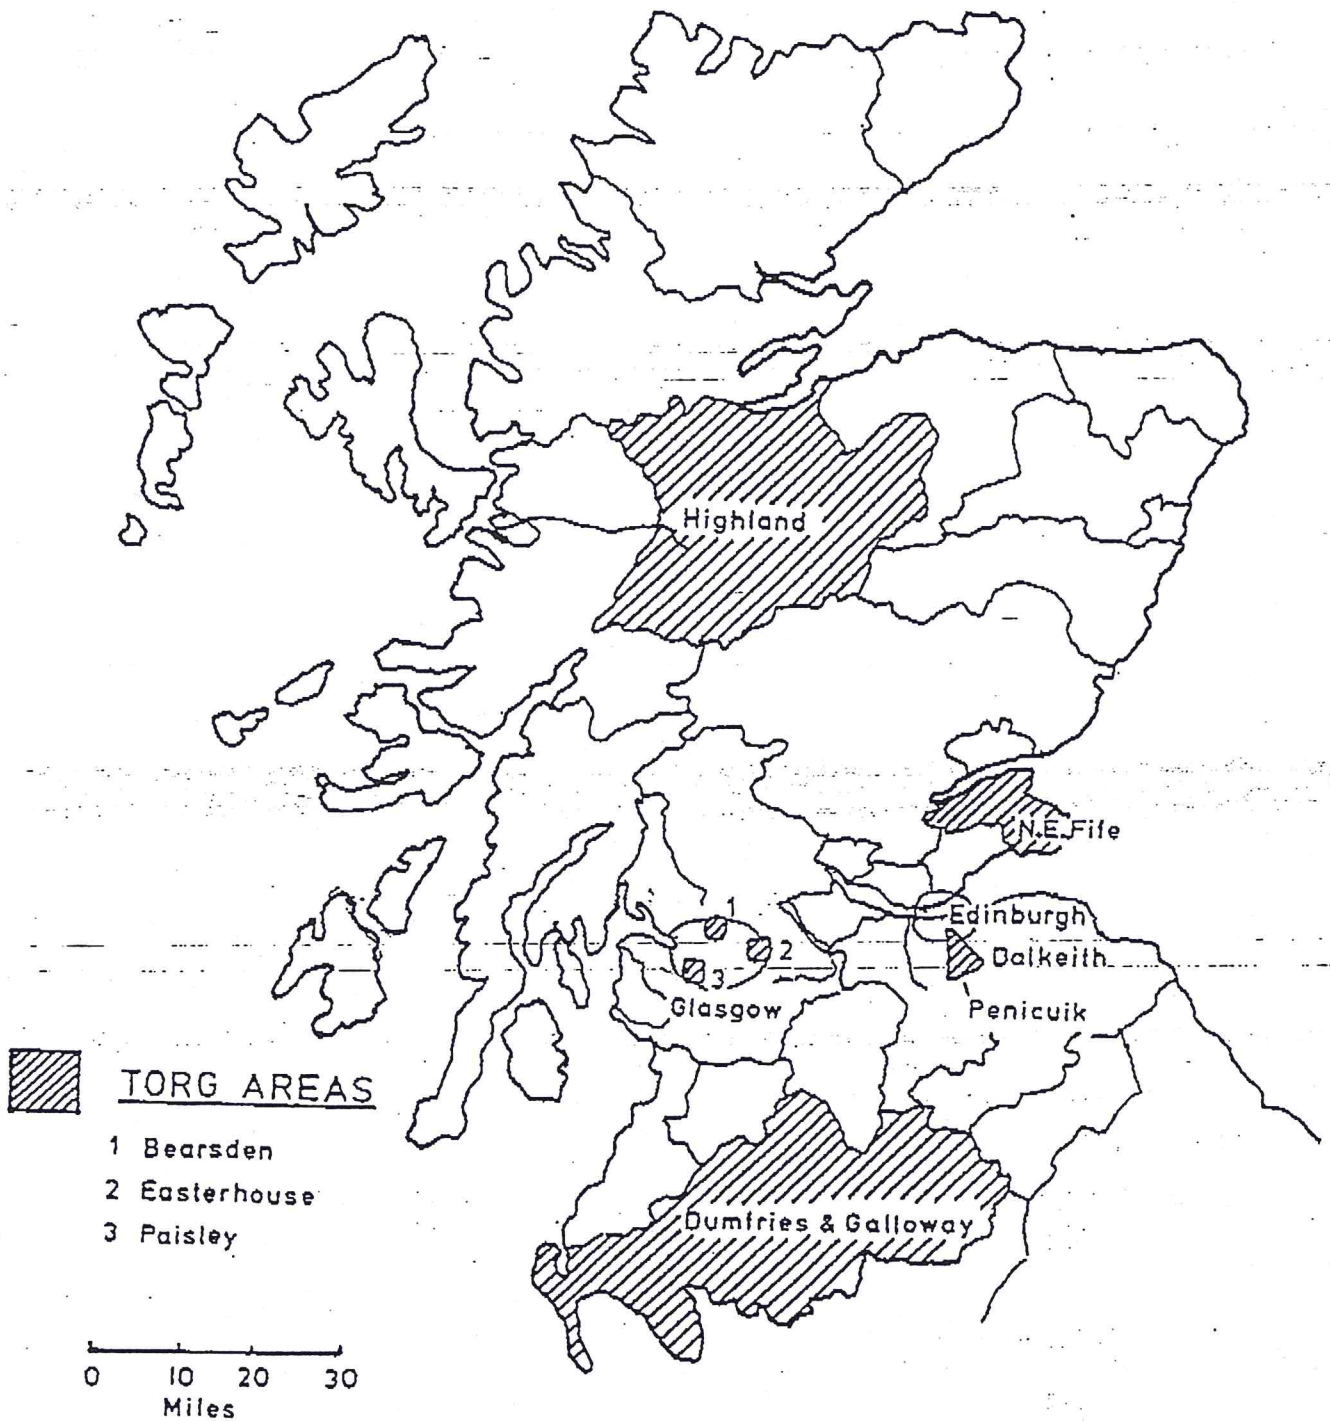 Highland
N.E.Fife
1
Edinburgh
2
Dalkeith
3
Glasgow
Penicuik
TORG AREAS
1 Bearsden
2 Easterhouse
3 Paisley
Dumfries & Galloway
0 10 20 30
Miles